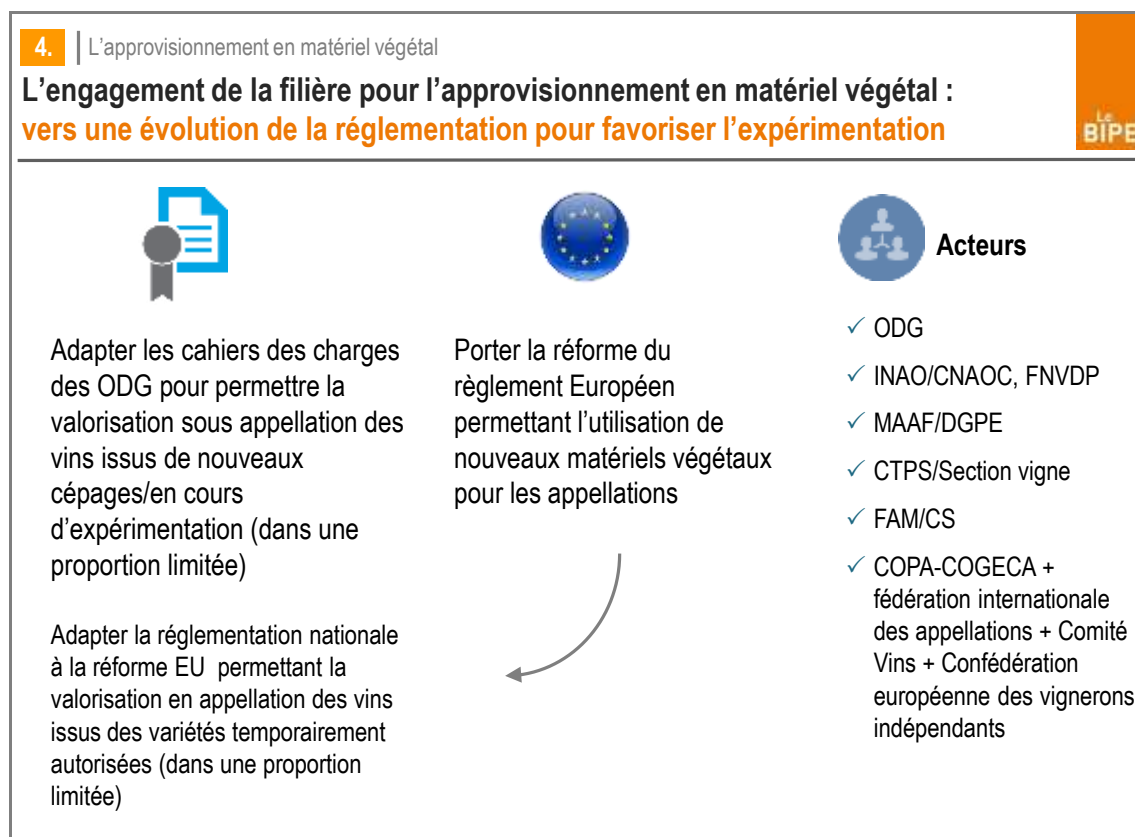 4. L'approvisionnement en matériel végétal
L'engagement de la filière pour l'approvisionnement en matériel végétal :
vers une évolution de la réglementation pour favoriser l'expérimentation
Le
BIPE
Adapter les cahiers des charges
des ODG pour permettre la
valorisation sous appellation des
vins issus de nouveaux
cépages/en cours
d'expérimentation (dans une
proportion limitée)
Adapter la réglementation nationale
à la réforme EU permettant la
valorisation en appellation des vins
issus des variétés temporairement
autorisées (dans une proportion
limitée)
Porter la réforme du
règlement Européen
permettant l'utilisation de
nouveaux matériels végétaux
pour les appellations
Acteurs
✓ ODG
✓ INAO/CNAOC, FNVDP
✓ MAAF/DGPE
✓ CTPS/Section vigne
✓ FAM/CS
✓ COPA-COGECA +
fédération internationale
des appellations + Comité
Vins + Confédération
européenne des vignerons
indépendants